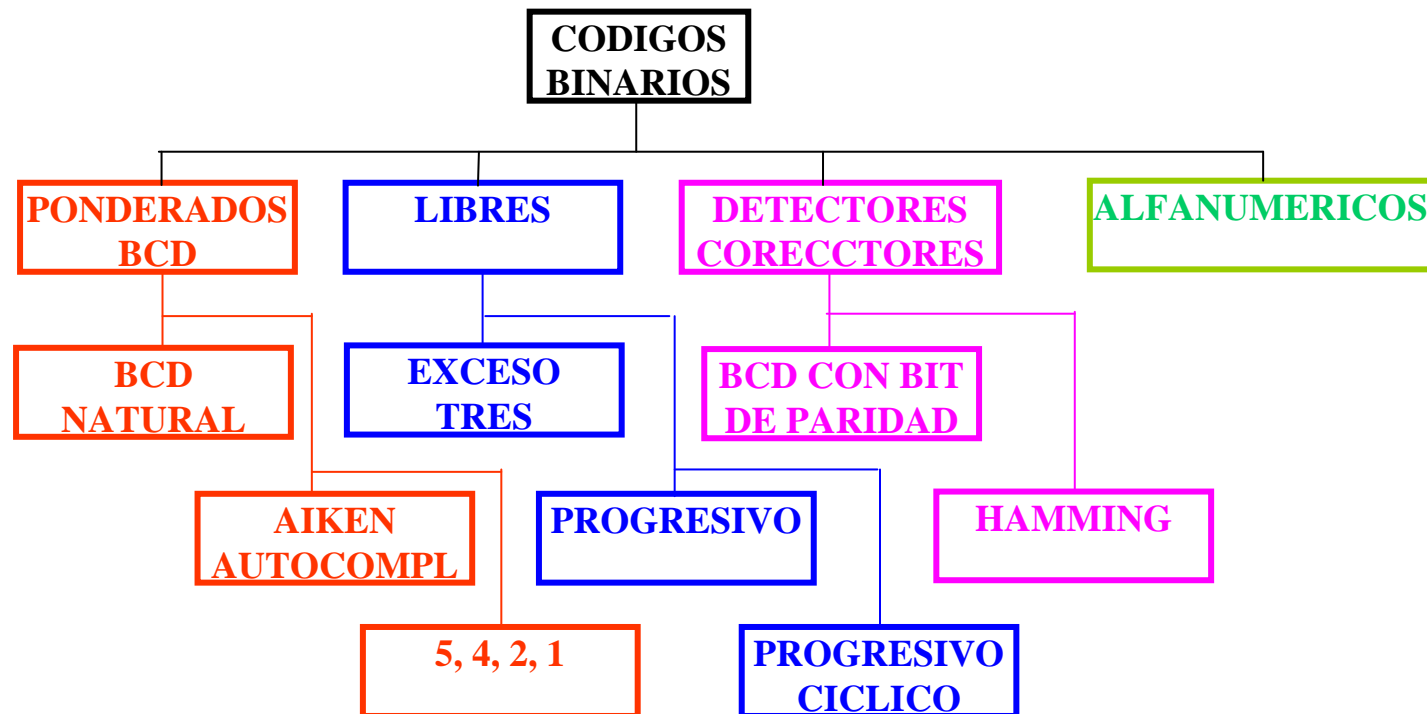 CODIGOS
BINARIOS
PONDERADOS
BCD
LIBRES
DETECTORES
CORECCTORES
ALFANUMERICOS
BCD
NATURAL
EXCESO
TRES
BCD CON BIT
DE PARIDAD
AIKEN
AUTOCOMPL
PROGRESIVO
HAMMING
5, 4, 2, 1
PROGRESIVO
CICLICO